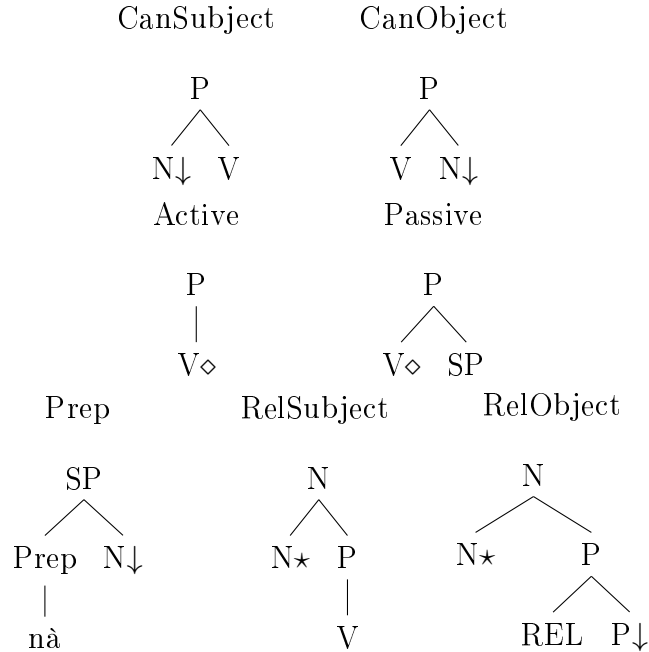 CanSubject CanObject
P P
N↓ V V N↓
Active Passive
P P
V◇ V◇ SP
Prep RelSubject RelObject
SP N N
Prep N↓ N⋆ P N⋆ P
nà V REL P↓